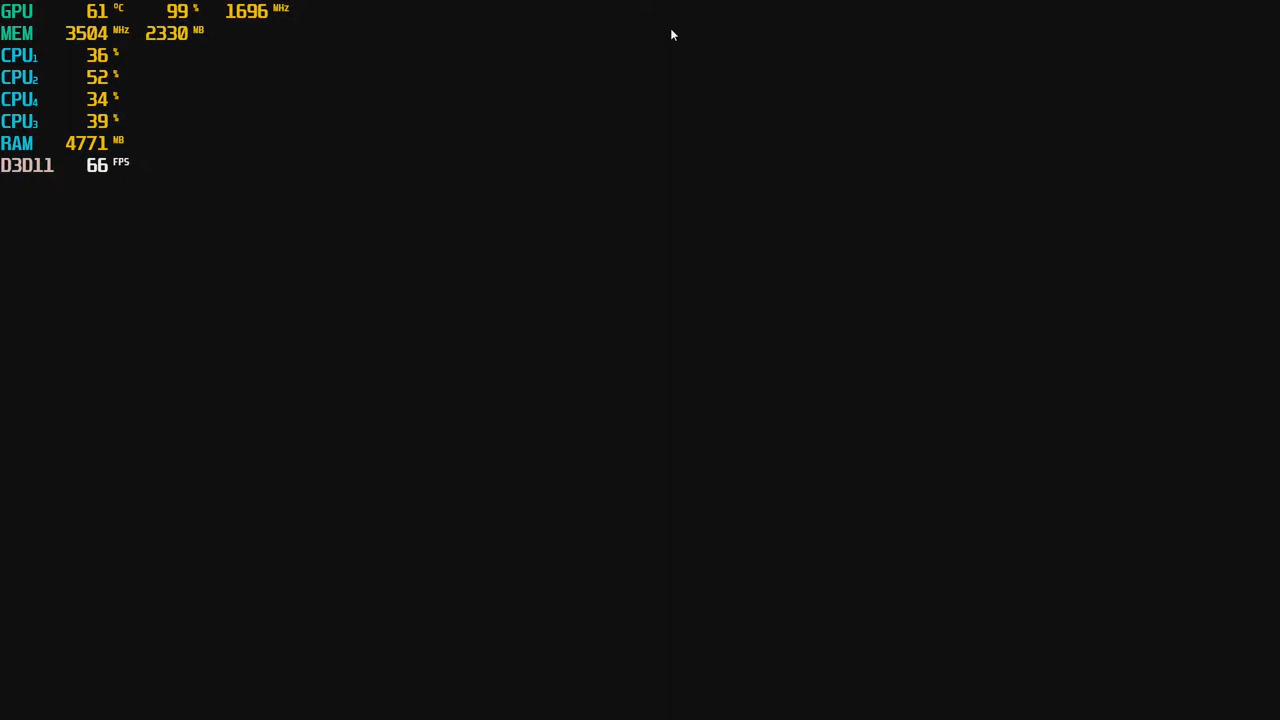 GPU 61 °C 99 % 1696 MHz
MEM 3504 MHz 2330 MB
CPU1 36 %
CPU2 52 %
CPU4 34 %
CPU3 39 %
RAM 4771 MB
D3D11 66 FPS